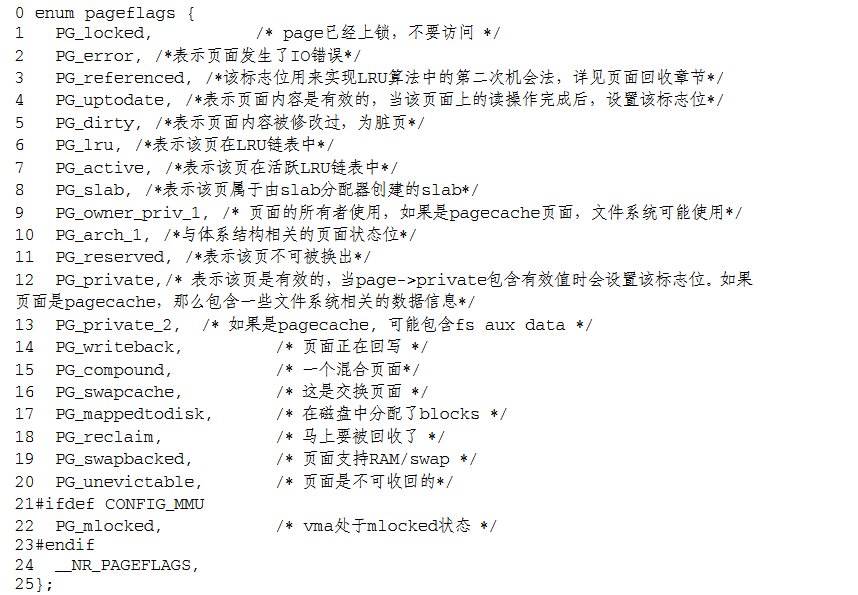 0 enum pageflags {
1 PG_locked, /* page已经上锁，不要访问 */
2 PG_error, /*表示页面发生了IO错误*/
3 PG_referenced, /*该标志位用来实现LRU算法中的第二次机会法，详见页面回收章节*/
4 PG_uptodate, /*表示页面内容是有效的，当该页面上的读操作完成后，设置该标志位*/
5 PG_dirty, /*表示页面内容被修改过，为脏页*/
6 PG_lru, /*表示该页在LRU链表中*/
7 PG_active, /*表示该页在活跃LRU链表中*/
8 PG_slab, /*表示该页属于由slab分配器创建的slab*/
9 PG_owner_priv_1, /* 页面的所有者使用，如果是pagecache页面，文件系统可能使用*/
10 PG_arch_1, /*与体系结构相关的页面状态位*/
11 PG_reserved, /*表示该页不可被换出*/
12 PG_private,/* 表示该页是有效的，当page->private包含有效值时会设置该标志位。如果
页面是pagecache，那么包含一些文件系统相关的数据信息*/
13 PG_private_2, /* 如果是pagecache, 可能包含fs aux data */
14 PG_writeback, /* 页面正在回写 */
15 PG_compound, /* 一个混合页面*/
16 PG_swapcache, /* 这是交换页面 */
17 PG_mappedtodisk, /* 在磁盘中分配了blocks */
18 PG_reclaim, /* 马上要被回收了 */
19 PG_swapbacked, /* 页面支持RAM/swap */
20 PG_unevictable, /* 页面是不可收回的*/
21#ifdef CONFIG_MMU
22 PG_mlocked, /* vma处于mlocked状态 */
23#endif
24 __NR_PAGEFLAGS,
25};